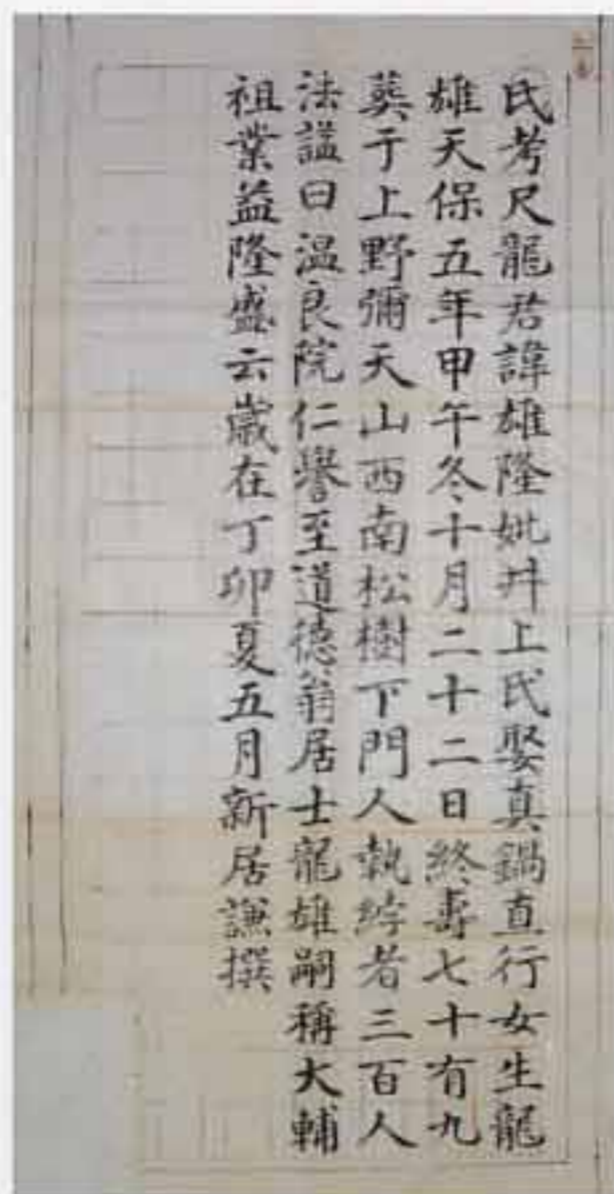 氏考尺龍君諱雄隆妣井上氏娶真鍋直行女生龍
雄天保五年甲午冬十月二十二日終壽七十有九
葬于上野彌天山西南松樹下門人執紼者三百人
法諡曰温良院仁譽至道德翁居士龍雄嗣稱大輔
祖業益隆盛云歲在丁卯夏五月新居謙撰